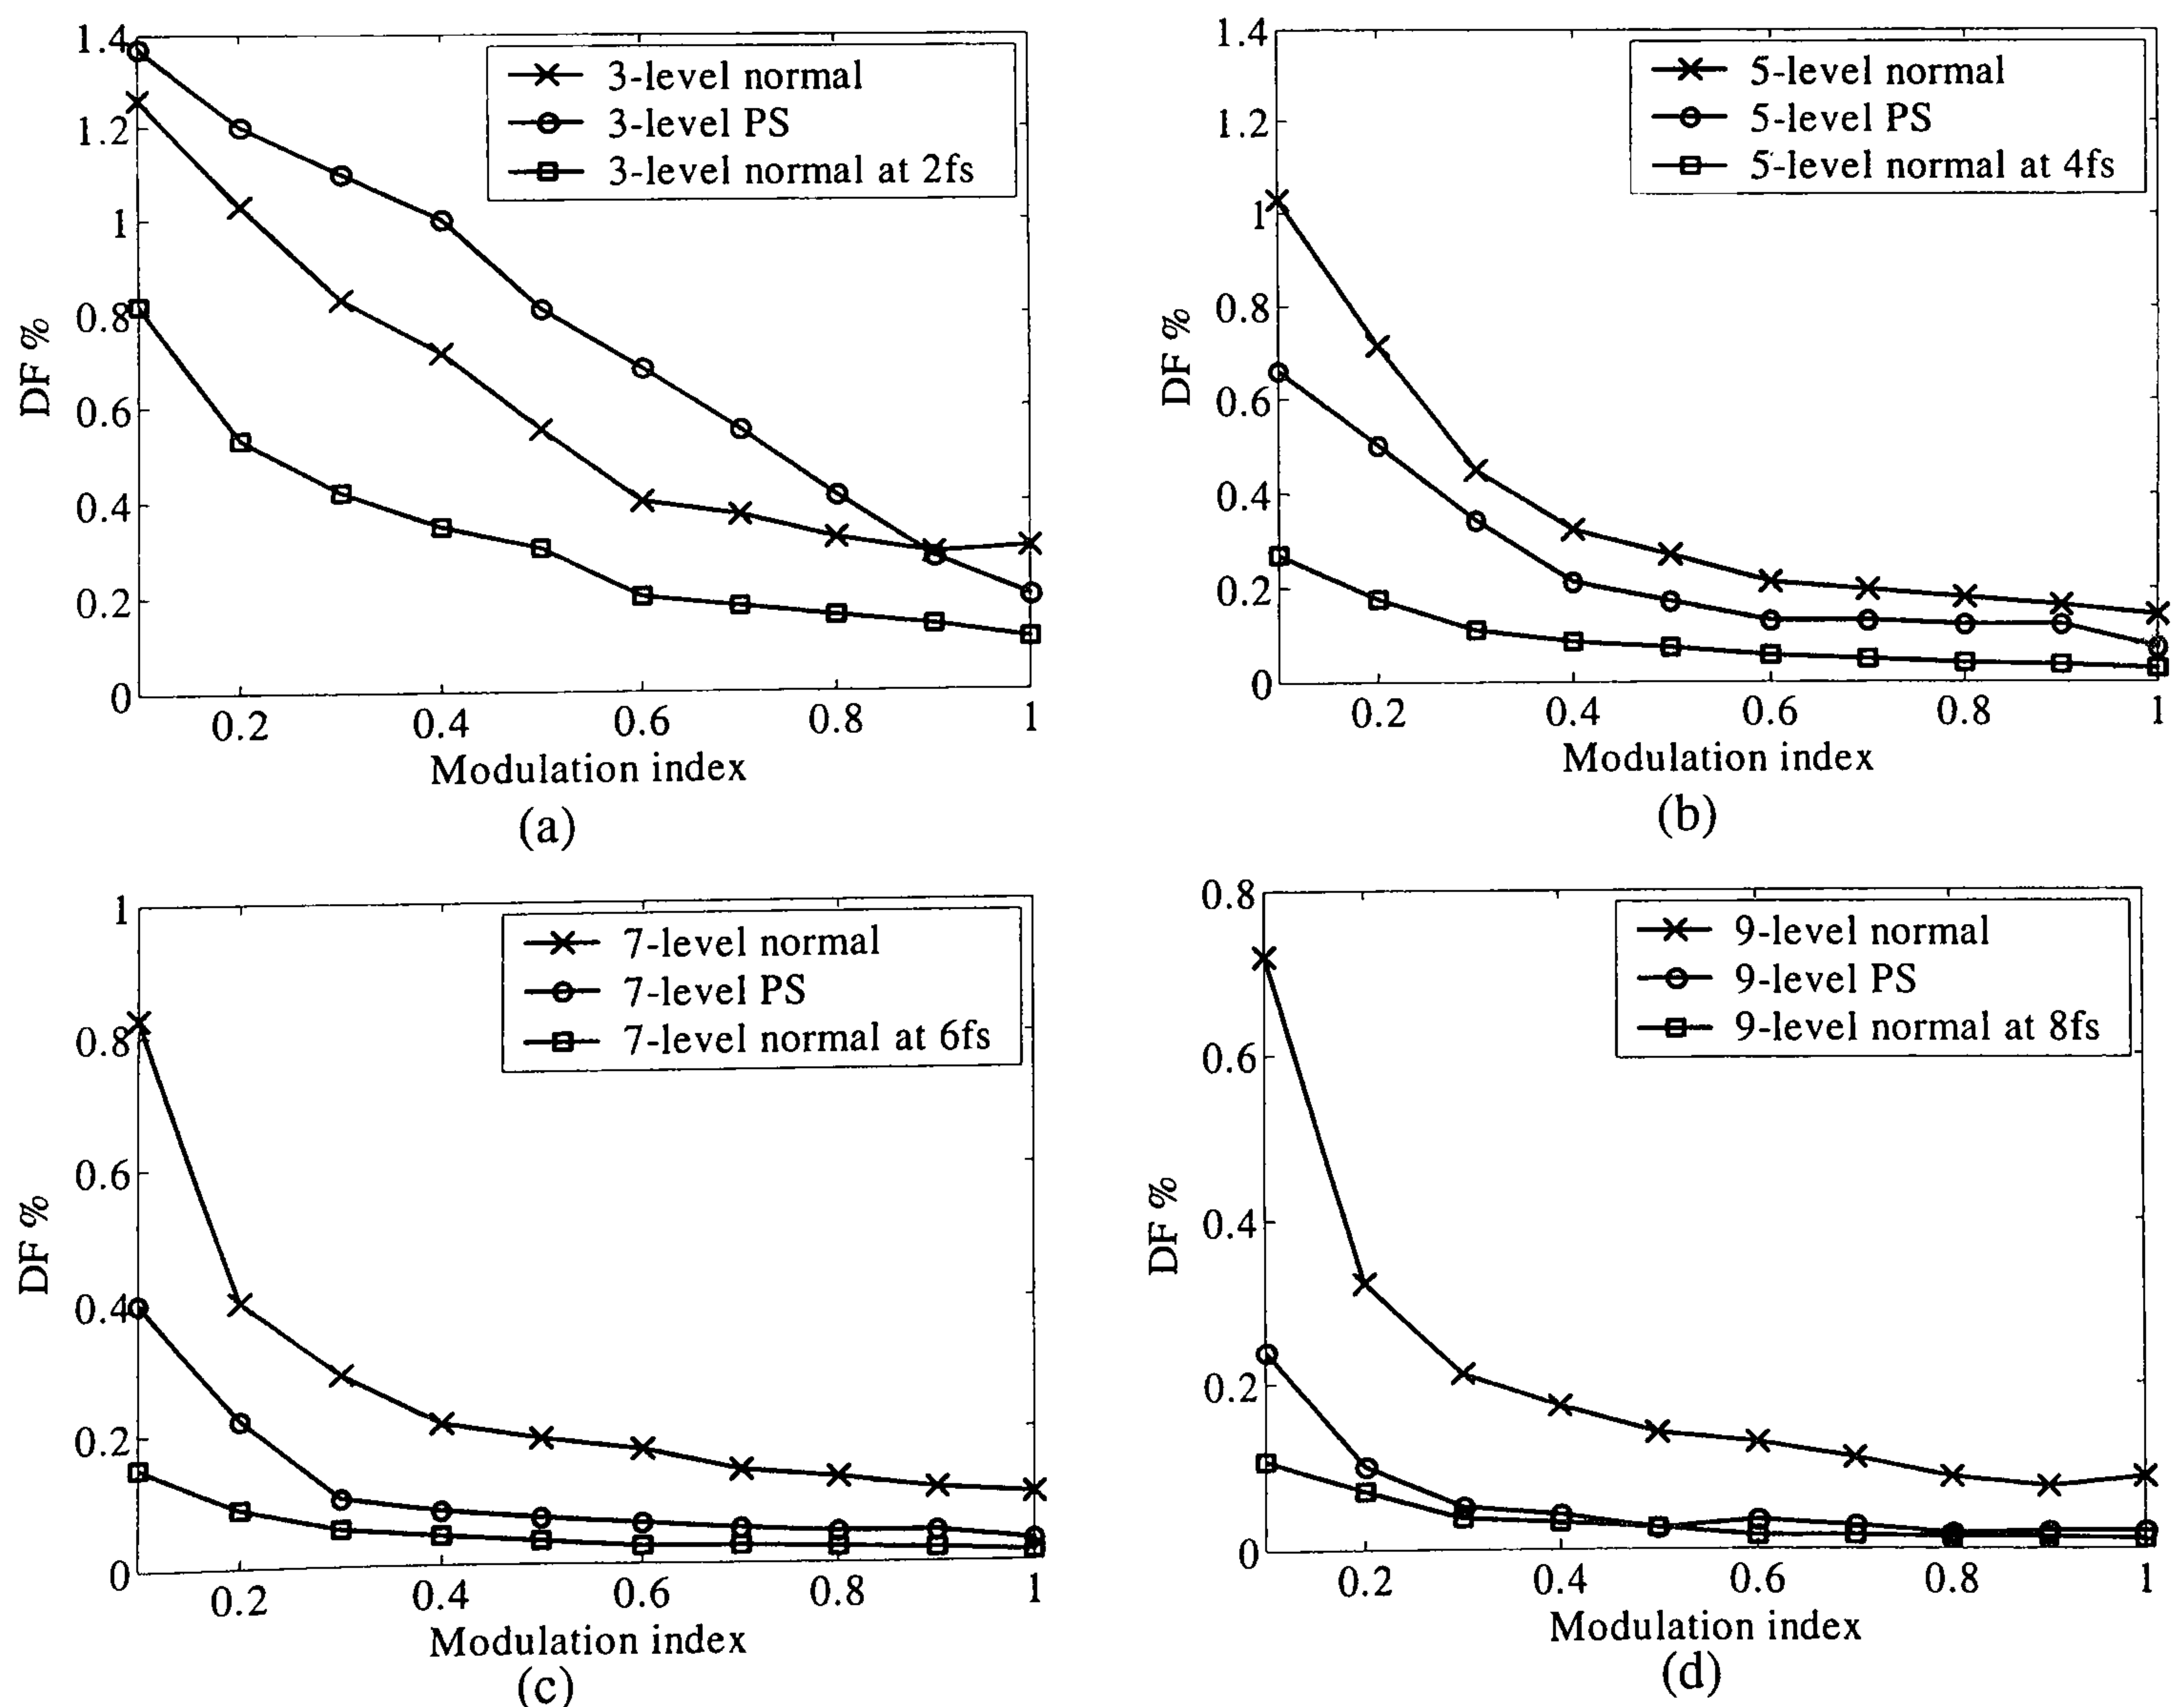 1.4
1.2
1
0.8
0.6
0.4
0.2
0
DF %
3-level normal
3-level PS
3-level normal at 2fs
0.2 0.4 0.6 0.8 1
Modulation index
(a)
1.4
1.2
1
0.8
0.6
0.4
0.2
0
DF %
5-level normal
5-level PS
5-level normal at 4fs
0.2 0.4 0.6 0.8 1
Modulation index
(b)
1
0.8
0.6
0.4
0.2
0
DF %
7-level normal
7-level PS
7-level normal at 6fs
0.2 0.4 0.6 0.8 1
Modulation index
(c)
0.8
0.6
0.4
0.2
0
DF %
9-level normal
9-level PS
9-level normal at 8fs
0.2 0.4 0.6 0.8 1
Modulation index
(d)